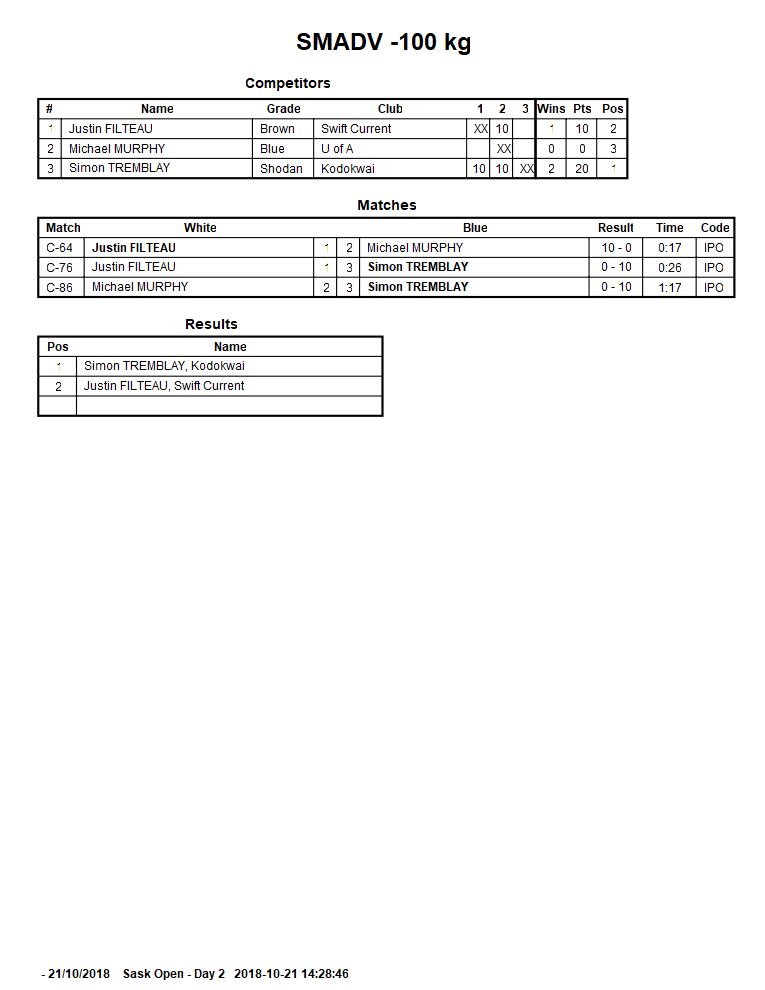 SMADV -100 kg
Competitors
# Name Grade Club 1 2 3 Wins Pts Pos
1 Justin FILTEAU Brown Swift Current XX 10 1 10 2
2 Michael MURPHY Blue U of A XX 0 0 3
3 Simon TREMBLAY Shodan Kodokwai 10 10 XX 2 20 1
Matches
Match White Blue Result Time Code
C-64 Justin FILTEAU 1 2 Michael MURPHY 10 - 0 0:17 IPO
C-76 Justin FILTEAU 1 3 Simon TREMBLAY 0 - 10 0:26 IPO
C-86 Michael MURPHY 2 3 Simon TREMBLAY 0 - 10 1:17 IPO
Results
Pos Name
1 Simon TREMBLAY, Kodokwai
2 Justin FILTEAU, Swift Current
- 21/10/2018 Sask Open - Day 2 2018-10-21 14:28:46